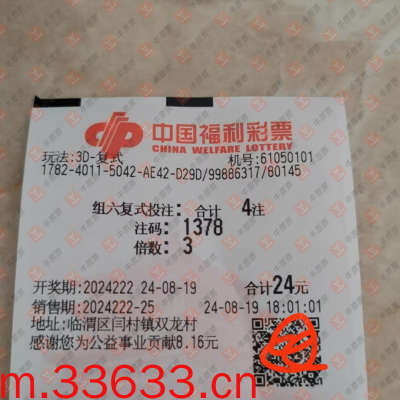 中国福利彩票
CHINA WELFARE LOTTERY
玩法:3D-复式 机号:61050101
1782-4011-5042-AE42-D29D/99886317/80145
组六复式投注: 合计 4注
注码: 1378
倍数: 3
开奖期:2024222 24-08-19 合计24元
销售期:2024222-25 24-08-19 18:01:01
地址:临渭区闫村镇双龙村
感谢您为公益事业贡献8.16元
m.33633.cn